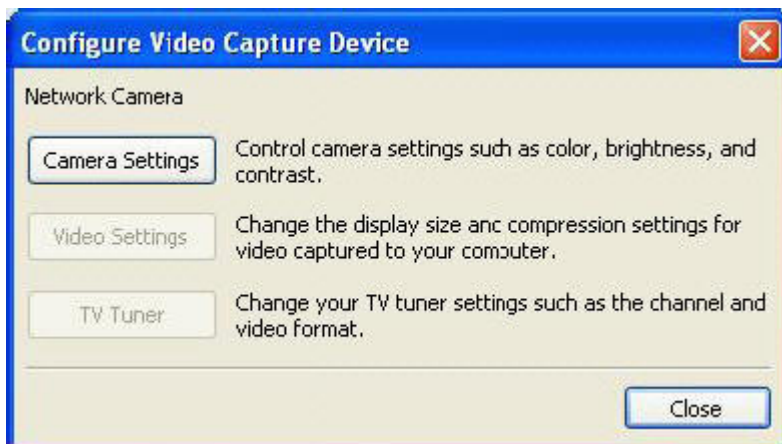 Configure Video Capture Device
Network Camera
Camera Settings
Control camera settings such as color, brightness, and
contrast.
Video Settings
Change the display size and compression settings for
video captured to your computer.
TV Tuner
Change your TV tuner settings such as the channel and
video format.
Close